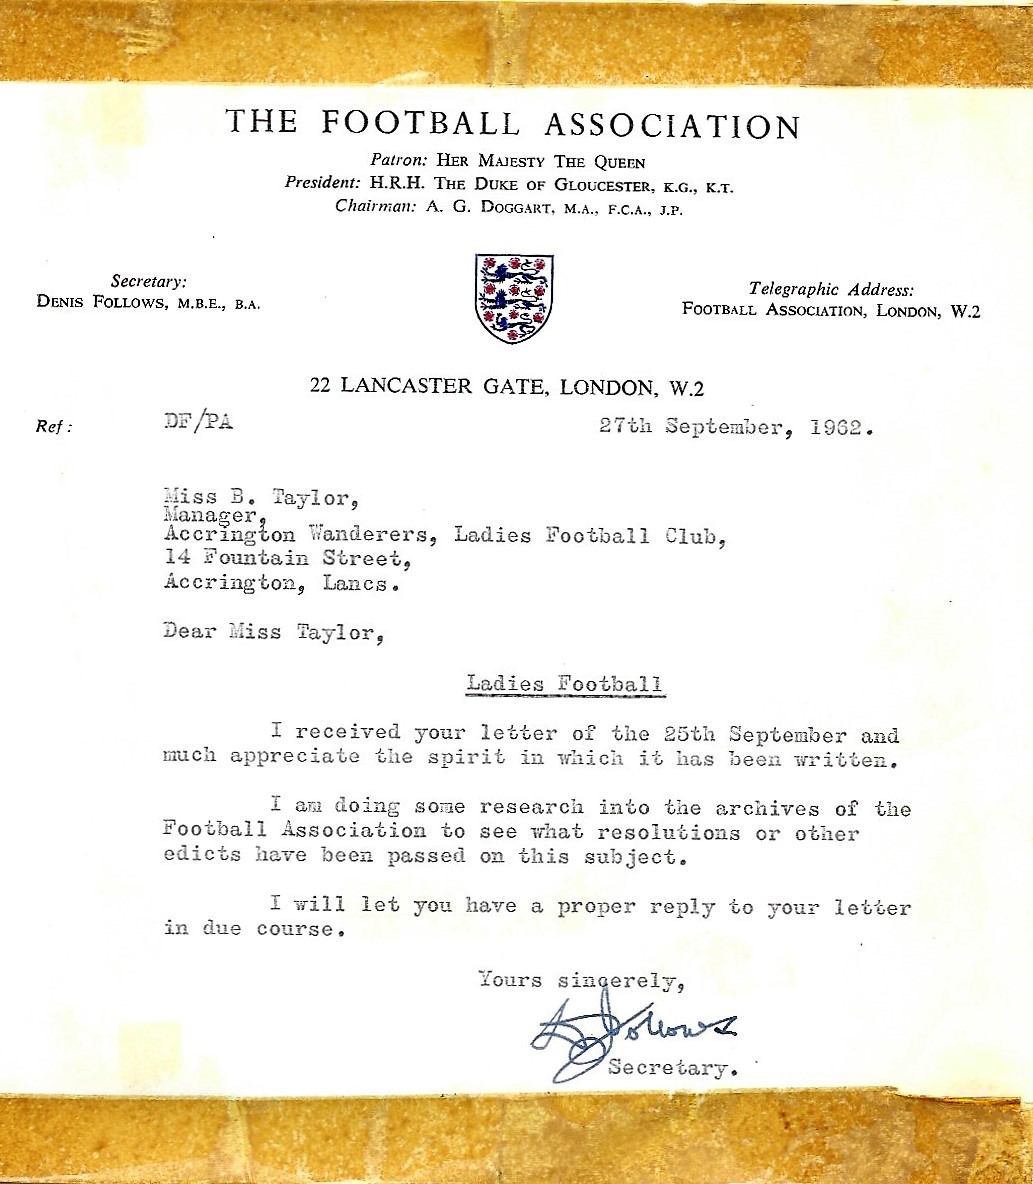 THE FOOTBALL ASSOCIATION
Patron: HER MAJESTY THE QUEEN
President: H.R.H. THE DUKE OF GLOUCESTER, K.G., K.T.
Chairman: A. G. DOGGART, M.A., F.C.A., J.P.
Secretary:
DENIS FOLLOWS, M.B.E., B.A.
Telegraphic Address:
FOOTBALL ASSOCIATION, LONDON, W.2
22 LANCASTER GATE, LONDON, W.2
Ref: DF/PA 27th September, 1962.
Miss B. Taylor,
Manager,
Accrington Wanderers, Ladies Football Club,
14 Fountain Street,
Accrington, Lancs.
Dear Miss Taylor,
Ladies Football
I received your letter of the 25th September and
much appreciate the spirit in which it has been written.
I am doing some research into the archives of the
Football Association to see what resolutions or other
edicts have been passed on this subject.
I will let you have a proper reply to your letter
in due course.
Yours sincerely,
D Follows
Secretary.